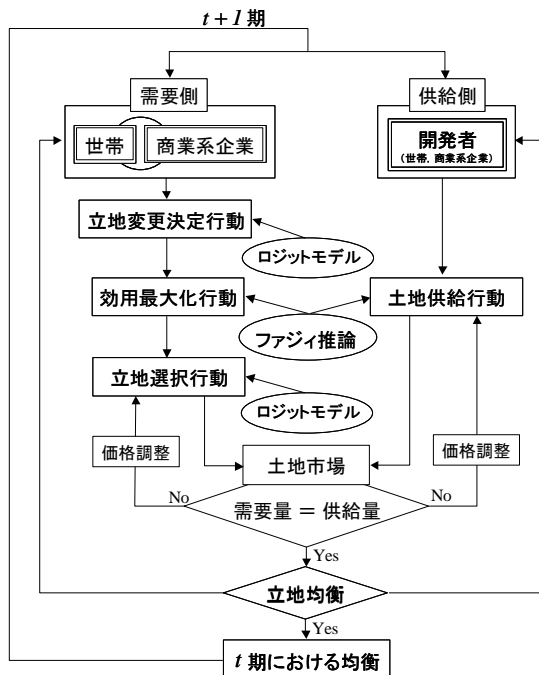 t+1 期
需要側
供給側
世帯
商業系企業
開発者
(世帯，商業系企業)
立地変更決定行動
ロジットモデル
効用最大化行動
土地供給行動
ファジィ推論
立地選択行動
ロジットモデル
価格調整
価格調整
土地市場
No
No
需要量 ＝ 供給量
Yes
立地均衡
Yes
t 期における均衡